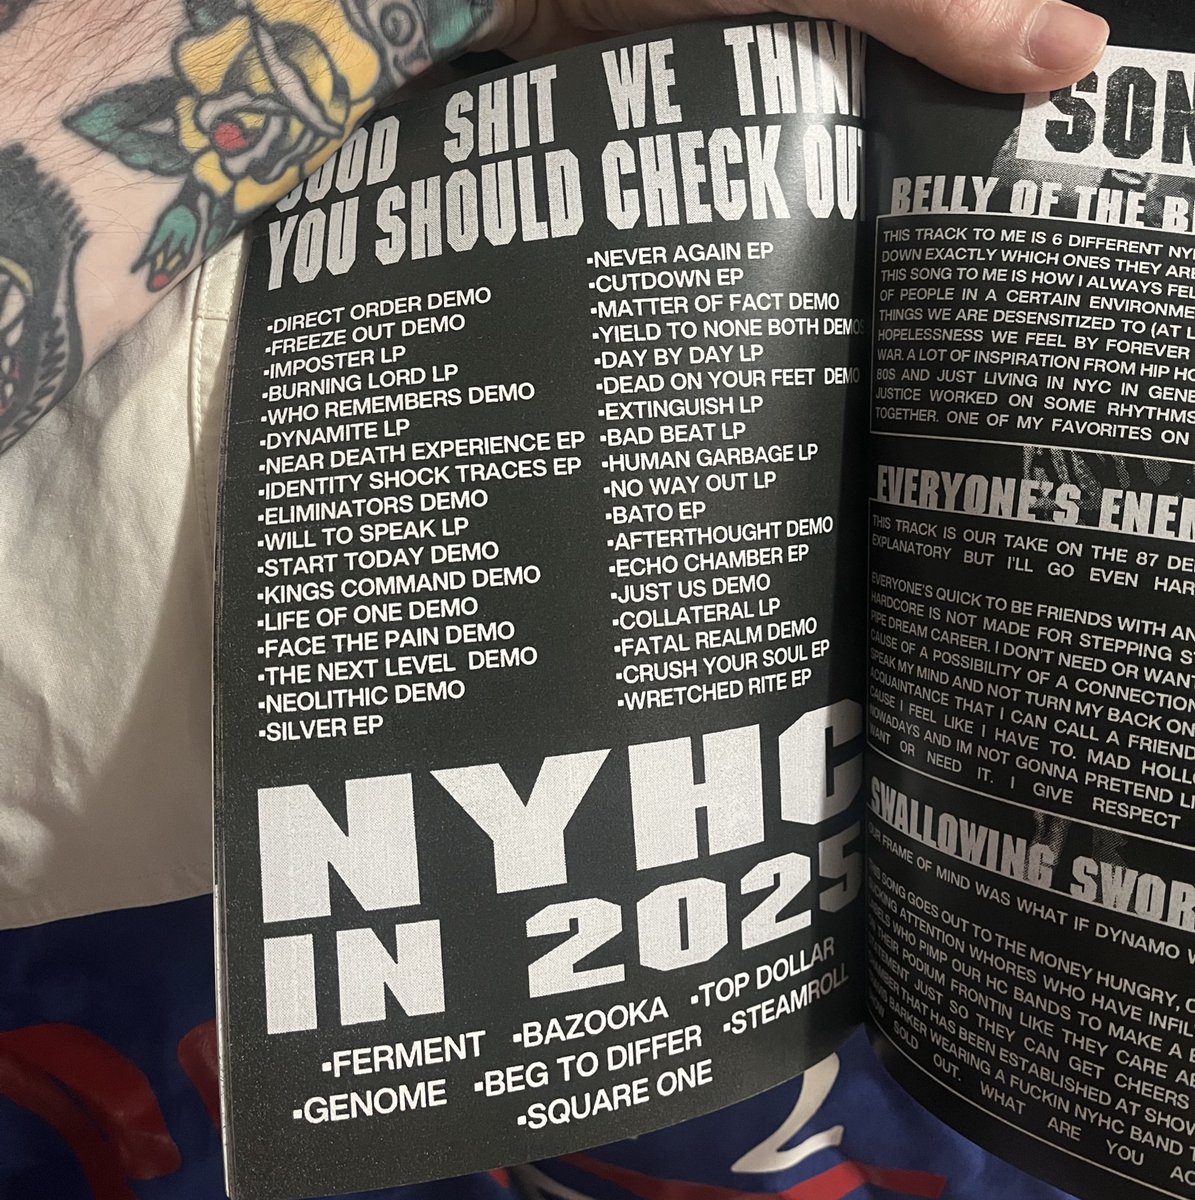 GOOD SHIT WE THINK
YOU SHOULD CHECK OUT
▪DIRECT ORDER DEMO
▪FREEZE OUT DEMO
▪IMPOSTER LP
▪BURNING LORD LP
▪WHO REMEMBERS DEMO
▪DYNAMITE LP
▪NEAR DEATH EXPERIENCE EP
▪IDENTITY SHOCK TRACES EP
▪ELIMINATORS DEMO
▪WILL TO SPEAK LP
▪START TODAY DEMO
▪KINGS COMMAND DEMO
▪LIFE OF ONE DEMO
▪FACE THE PAIN DEMO
▪THE NEXT LEVEL DEMO
▪NEOLITHIC DEMO
▪SILVER EP
▪NEVER AGAIN EP
▪CUTDOWN EP
▪MATTER OF FACT DEMO
▪YIELD TO NONE BOTH DEMOS
▪DAY BY DAY LP
▪DEAD ON YOUR FEET DEMO
▪EXTINGUISH LP
▪BAD BEAT LP
▪HUMAN GARBAGE LP
▪NO WAY OUT LP
▪BATO EP
▪AFTERTHOUGHT DEMO
▪ECHO CHAMBER EP
▪JUST US DEMO
▪COLLATERAL LP
▪FATAL REALM DEMO
▪CRUSH YOUR SOUL EP
▪WRETCHED RITE EP
NYHC
IN 2025
▪FERMENT ▪BAZOOKA ▪TOP DOLLAR
▪GENOME ▪BEG TO DIFFER ▪STEAMROLL
▪SQUARE ONE
SON
BELLY OF THE B
THIS TRACK TO ME IS 6 DIFFERENT
DOWN EXACTLY WHICH ONES THEY ARE
THIS SONG TO ME IS HOW I ALWAYS
OF PEOPLE IN A CERTAIN
THINGS WE ARE DESENSITIZED TO (AT
HOPELESSNESS WE FEEL BY FOREVER
WAR. A LOT OF INSPIRATION FROM HIP
80S AND JUST LIVING IN NYC IN
JUSTICE WORKED ON SOME RHYTHMS
TOGETHER. ONE OF MY FAVORITES ON
EVERYONE'S ENE
THIS TRACK IS OUR TAKE ON THE 87
EXPLANATORY BUT I'LL GO EVEN
EVERYONE'S QUICK TO BE FRIENDS WITH
HARDCORE IS NOT MADE FOR STEPPING
PIPE DREAM CAREER. I DON'T NEED OR WANT
CAUSE OF A POSSIBILITY OF A CONNECTION
SPEAK MY MIND AND NOT TURN MY BACK ON
ACQUAINTANCE THAT I CAN CALL A FRIEND
CAUSE I FEEL LIKE I HAVE TO. MAD
NOWADAYS AND IM NOT GONNA PRETEND
WANT OR NEED IT. I GIVE RESPECT
SWALLOWING SWOR
OUR FRAME OF MIND WAS WHAT IF DYNAMO
THIS SONG GOES OUT TO THE MONEY HUNGRY,
FUCKING ATTENTION WHORES WHO HAVE
WHO PIMP OUR HC BANDS TO MAKE A
THEIR PODIUM FRONTIN LIKE THEY CARE
STATEMENT JUST SO THEY CAN GET CHEERS
THAT HAS BEEN ESTABLISHED AT
BARKER WEARING A FUCKIN NYHC BAND
SOLD OUT. WHAT ARE YOU
2